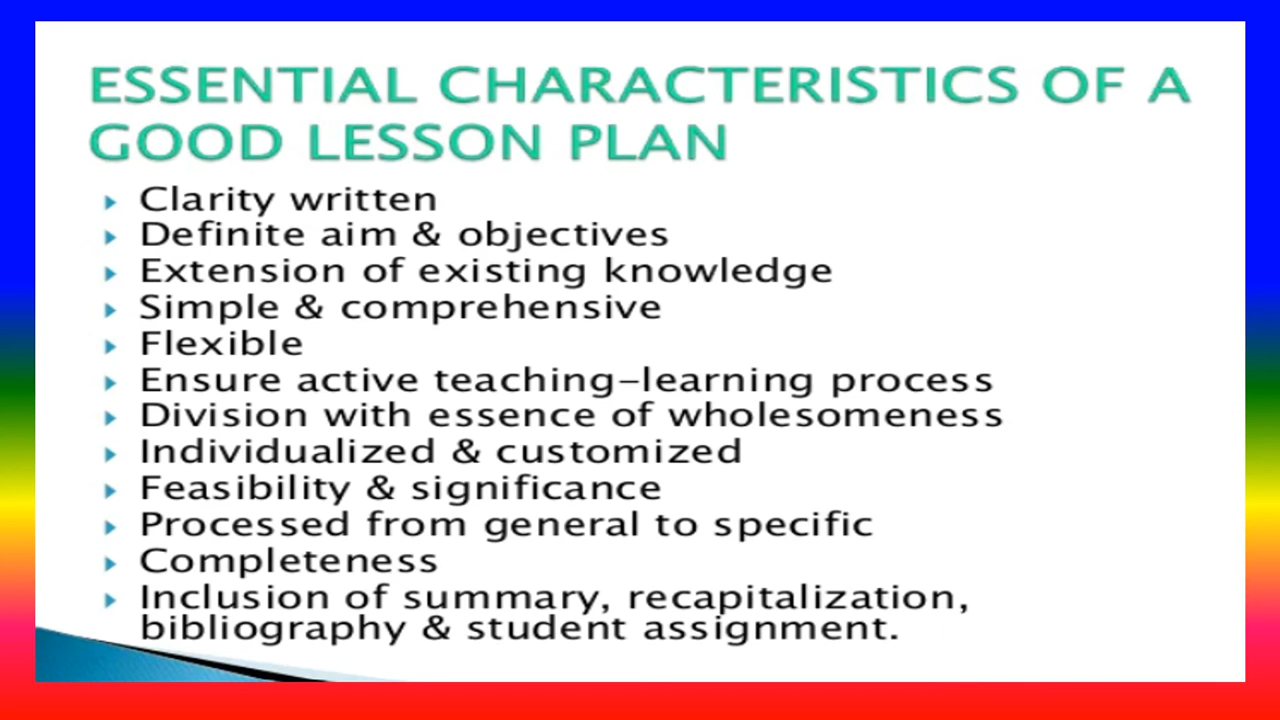 ESSENTIAL CHARACTERISTICS OF A
GOOD LESSON PLAN
Clarity written
Definite aim & objectives
Extension of existing knowledge
Simple & comprehensive
Flexible
Ensure active teaching-learning process
Division with essence of wholesomeness
Individualized & customized
Feasibility & significance
Processed from general to specific
Completeness
Inclusion of summary, recapitalization,
bibliography & student assignment.